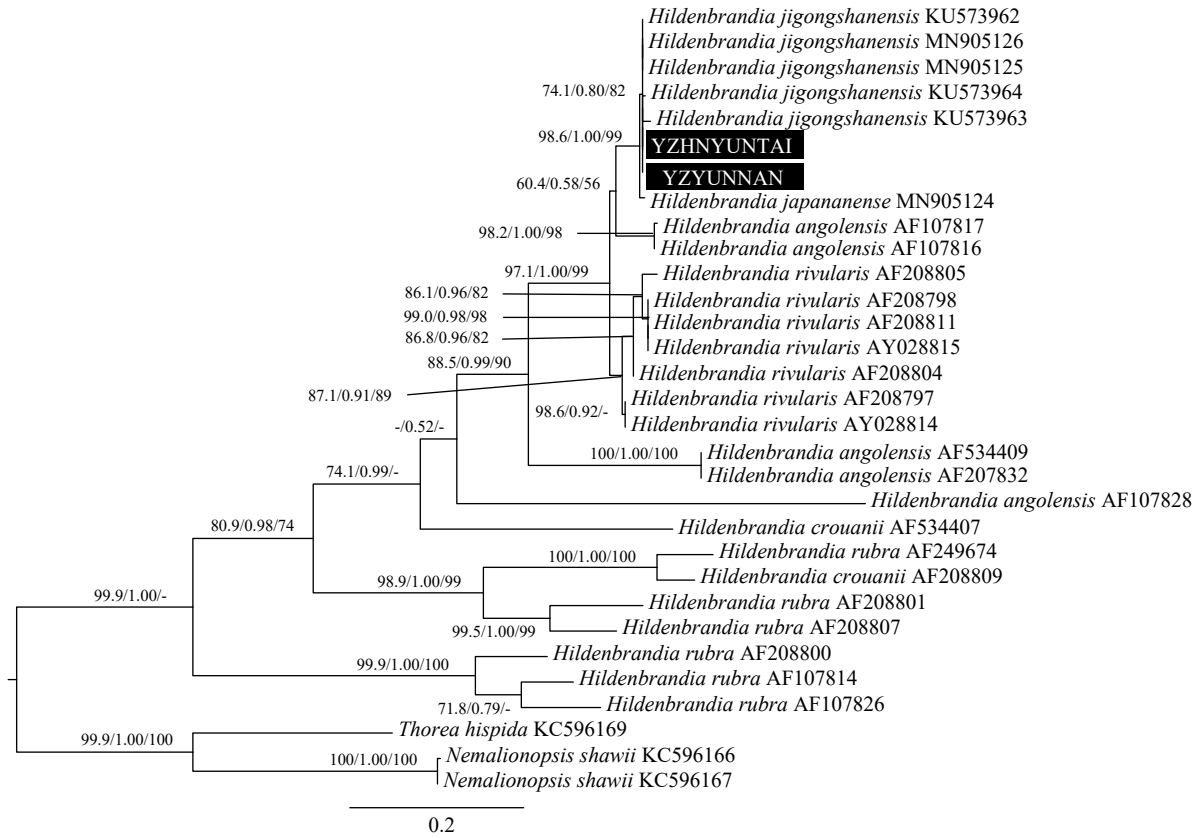 Hildenbrandia jigongshanensis KU573962
Hildenbrandia jigongshanensis MN905126
Hildenbrandia jigongshanensis MN905125
74.1/0.80/82
Hildenbrandia jigongshanensis KU573964
Hildenbrandia jigongshanensis KU573963
98.6/1.00/99
YZHNYUNTAI
60.4/0.58/56
YZYUNNAN
Hildenbrandia japananense MN905124
Hildenbrandia angolensis AF107817
98.2/1.00/98
Hildenbrandia angolensis AF107816
97.1/1.00/99
Hildenbrandia rivularis AF208805
86.1/0.96/82
Hildenbrandia rivularis AF208798
99.0/0.98/98
Hildenbrandia rivularis AF208811
86.8/0.96/82
Hildenbrandia rivularis AY028815
88.5/0.99/90
Hildenbrandia rivularis AF208804
87.1/0.91/89
Hildenbrandia rivularis AF208797
98.6/0.92/-
Hildenbrandia rivularis AY028814
-/0.52/-
100/1.00/100
Hildenbrandia angolensis AF534409
Hildenbrandia angolensis AF207832
74.1/0.99/-
Hildenbrandia angolensis AF107828
80.9/0.98/74
Hildenbrandia crouanii AF534407
100/1.00/100
Hildenbrandia rubra AF249674
98.9/1.00/99
Hildenbrandia crouanii AF208809
99.9/1.00/-
Hildenbrandia rubra AF208801
99.5/1.00/99
Hildenbrandia rubra AF208807
99.9/1.00/100
Hildenbrandia rubra AF208800
Hildenbrandia rubra AF107814
71.8/0.79/-
Hildenbrandia rubra AF107826
99.9/1.00/100
Thorea hispida KC596169
100/1.00/100
Nemalionopsis shawii KC596166
Nemalionopsis shawii KC596167
0.2